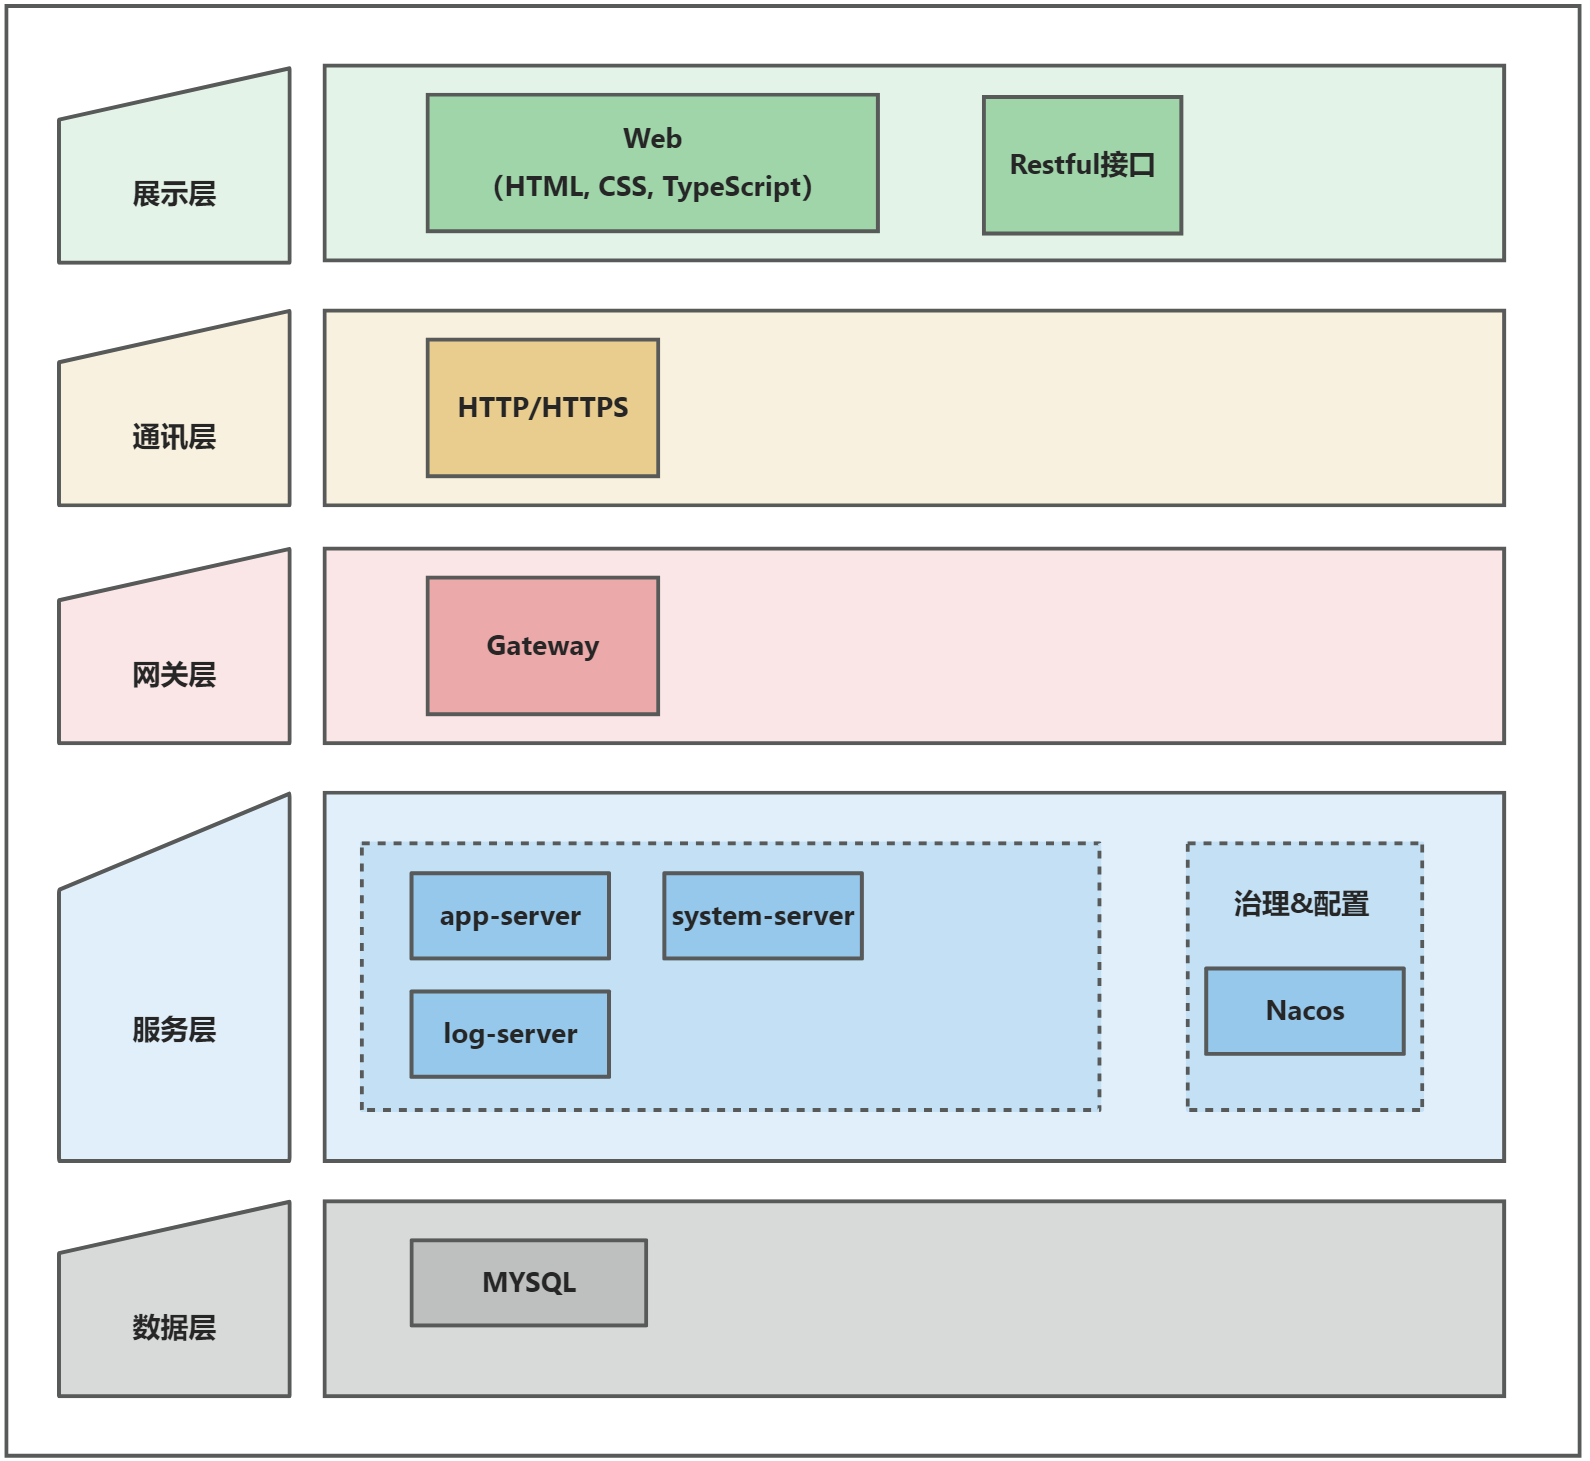 展示层
Web
（HTML, CSS, TypeScript）
Restful接口
通讯层
HTTP/HTTPS
网关层
Gateway
服务层
app-server
system-server
log-server
治理&配置
Nacos
数据层
MYSQL